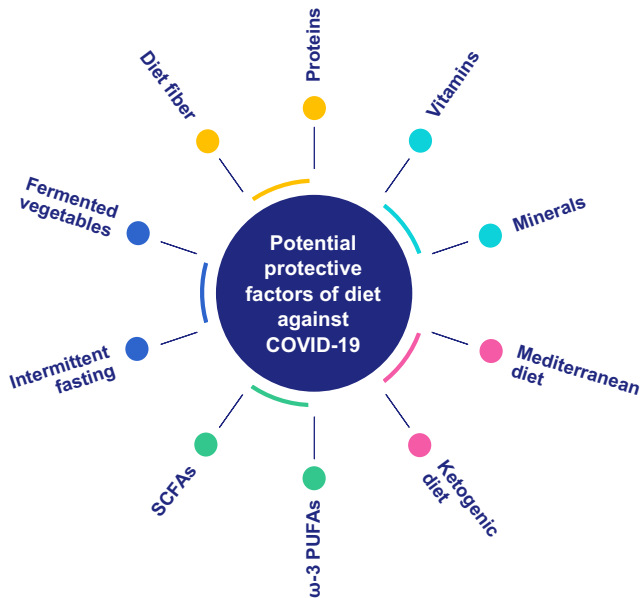 Proteins
Vitamins
Minerals
Mediterranean
diet
Ketogenic
diet
ω-3 PUFAs
SCFAs
Intermittent
fasting
Fermented
vegetables
Diet fiber
Potential
protective
factors of diet
against
COVID-19